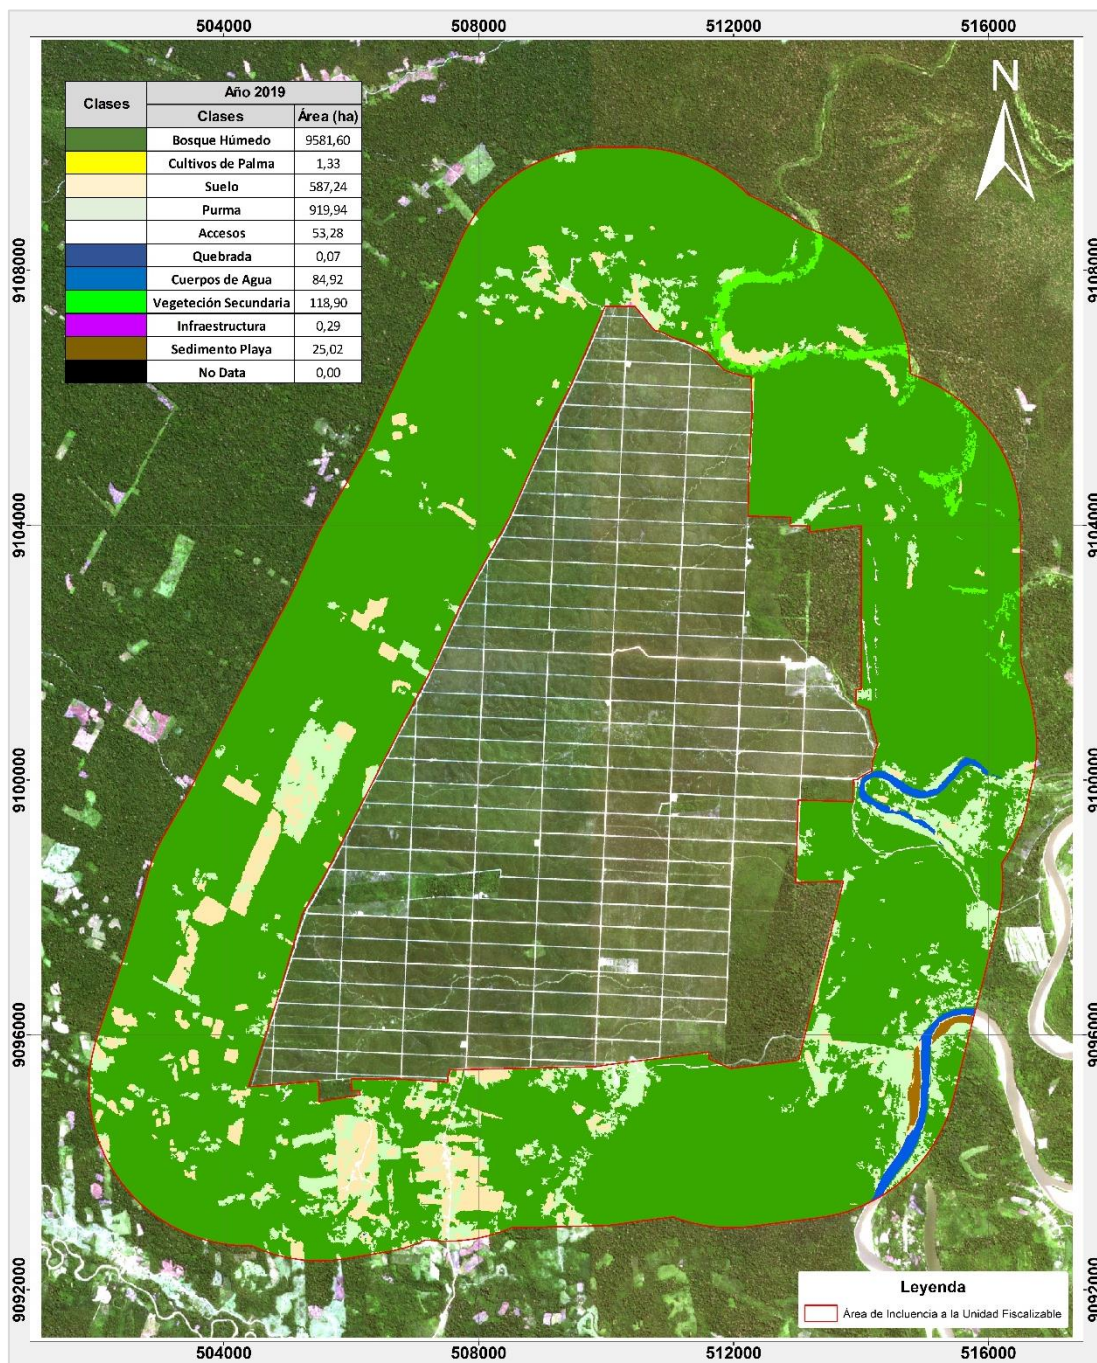 504000 508000 512000 516000
Clases Año 2019
Clases Área (ha)
Bosque Húmedo 9581,60
Cultivos de Palma 1,33
Suelo 587,24
Purma 919,94
Accesos 53,28
Quebrada 0,07
Cuerpos de Agua 84,92
Vegeteción Secundaria 118,90
Infraestructura 0,29
Sedimento Playa 25,02
No Data 0,00
N
9108000 9108000
9104000 9104000
9100000 9100000
9096000 9096000
9092000 9092000
Leyenda
Área de Incluencia a la Unidad Fiscalizable
504000 508000 512000 516000